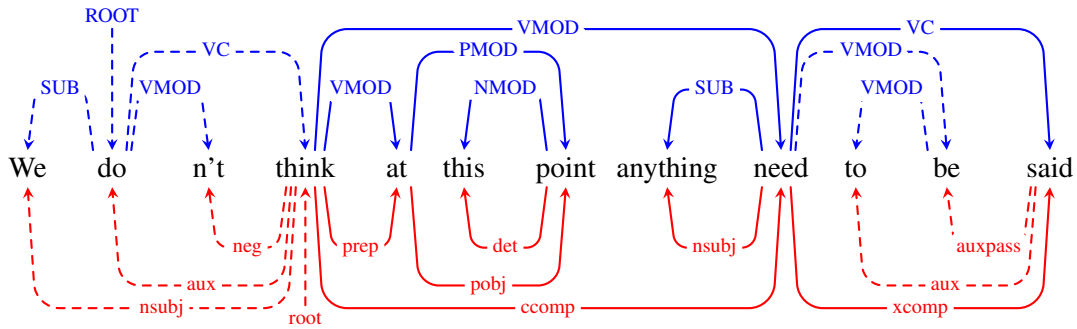 ROOT
VMOD VC
VC PMOD VMOD
SUB VMOD VMOD NMOD SUB VMOD
We do n't think at this point anything need to be said
neg prep det nsubj auxpass
aux pobj aux
nsubj ccomp xcomp
root